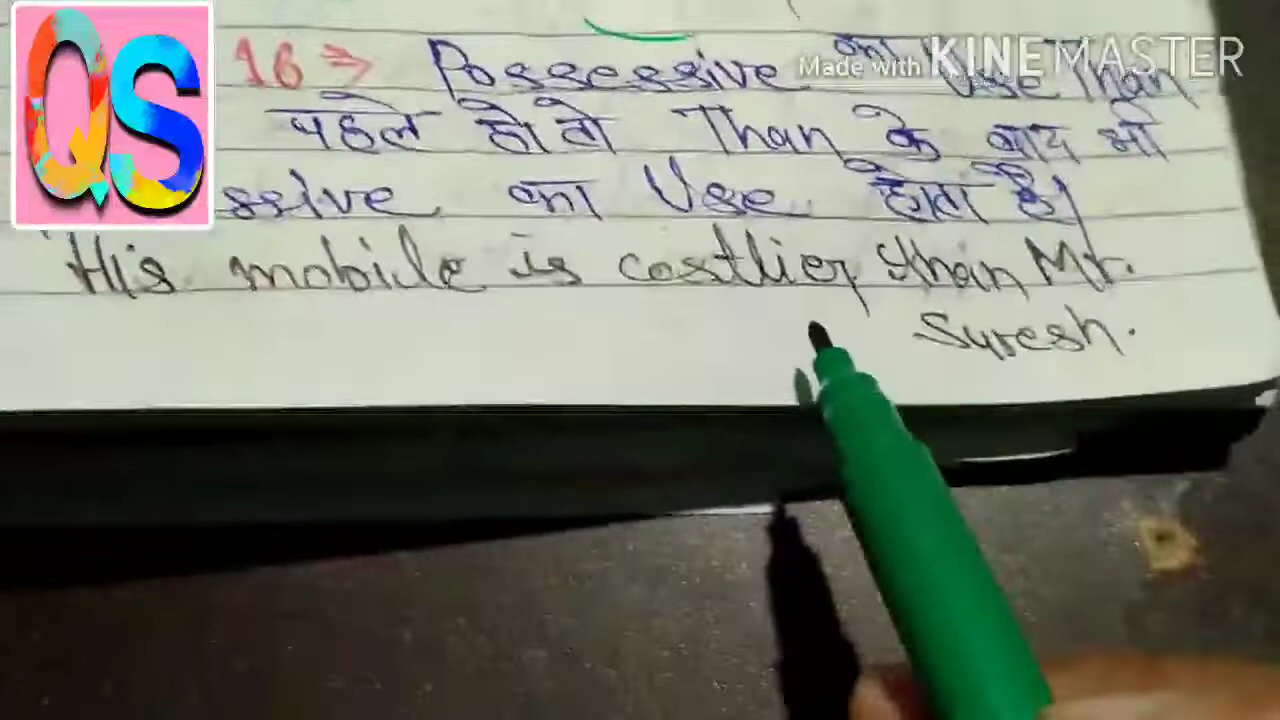 QS
Made with KINEMASTER
16 ⇒ Possessive का Use Than
पहले हो तो Than के बाद भी
ssive का Use होता है।
His mobile is costlier than Mr.
Suresh.